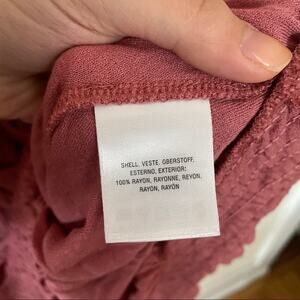 SHELL. VESTE. OBERSTOFF,
ESTERNO, EXTERIOR:
100% RAYON, RAYONNE, REYON,
RAYON, RAYÓN